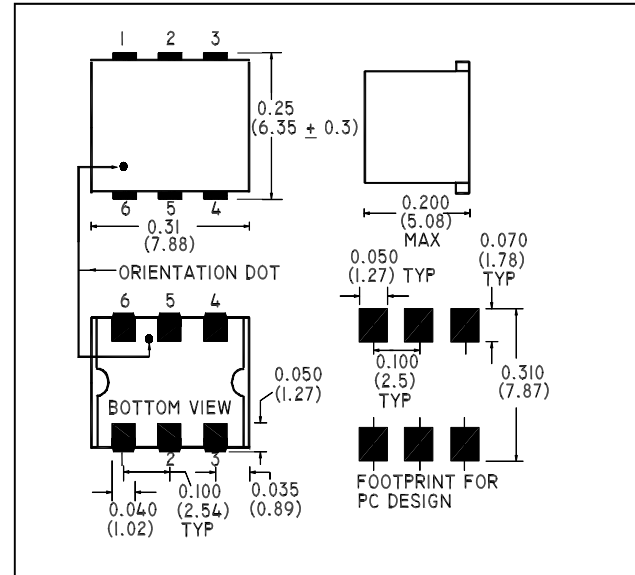 1 2 3
0.25
(6.35 ± 0.3)
6 5 4
0.31
(7.88)
ORIENTATION DOT
0.200
(5.08)
MAX
6 5 4
BOTTOM VIEW
0.050
(1.27)
1 2 3
0.040
(1.02)
0.100
(2.54)
TYP
0.035
(0.89)
0.050
(1.27) TYP
0.070
(1.78)
TYP
0.100
(2.5)
TYP
0.310
(7.87)
FOOTPRINT FOR
PC DESIGN